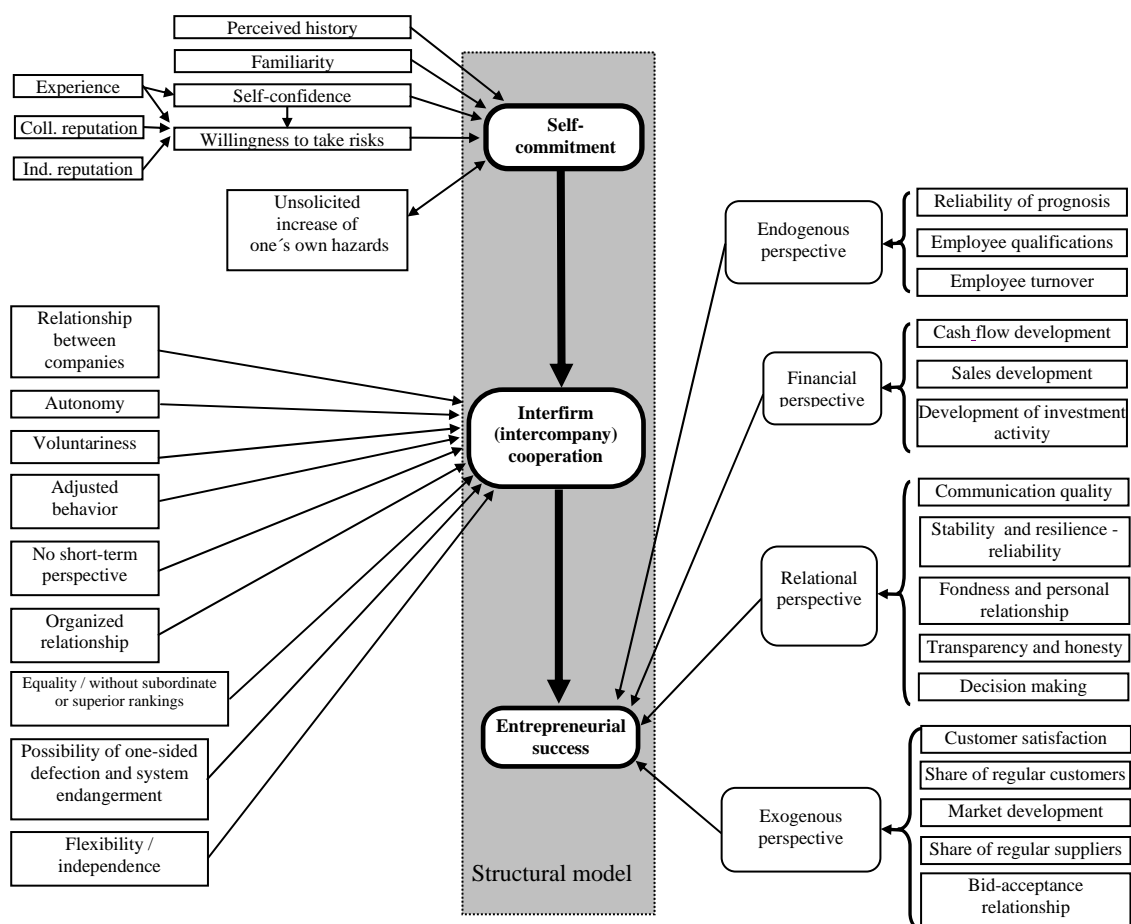 Perceived history
Familiarity
Experience
Self-confidence
Coll. reputation
Willingness to take risks
Ind. reputation
Self-
commitment
Unsolicited
increase of
one´s own hazards
Relationship
between
companies
Autonomy
Voluntariness
Adjusted
behavior
No short-term
perspective
Organized
relationship
Equality / without subordinate
or superior rankings
Possibility of one-sided
defection and system
endangerment
Flexibility /
independence
Interfirm
(intercompany)
cooperation
Entrepreneurial
success
Structural model
Endogenous
perspective
Reliability of prognosis
Employee qualifications
Employee turnover
Financial
perspective
Cash flow development
Sales development
Development of investment
activity
Relational
perspective
Communication quality
Stability and resilience -
reliability
Fondness and personal
relationship
Transparency and honesty
Decision making
Exogenous
perspective
Customer satisfaction
Share of regular customers
Market development
Share of regular suppliers
Bid-acceptance
relationship